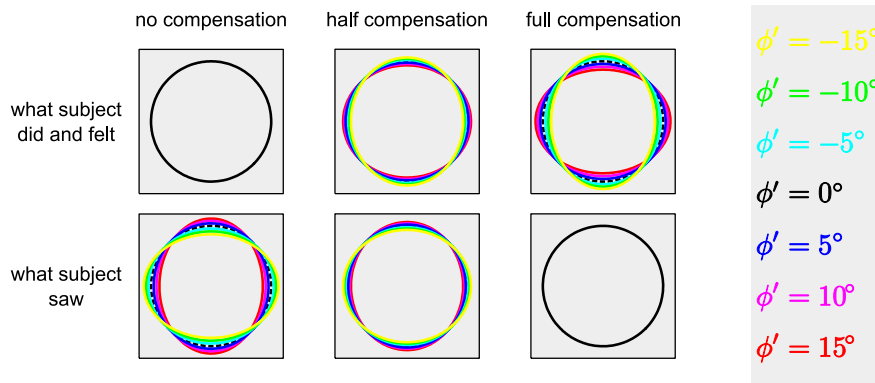 no compensation half compensation full compensation
what subject
did and felt
what subject
saw
ϕ′ = −15°
ϕ′ = −10°
ϕ′ = −5°
ϕ′ = 0°
ϕ′ = 5°
ϕ′ = 10°
ϕ′ = 15°